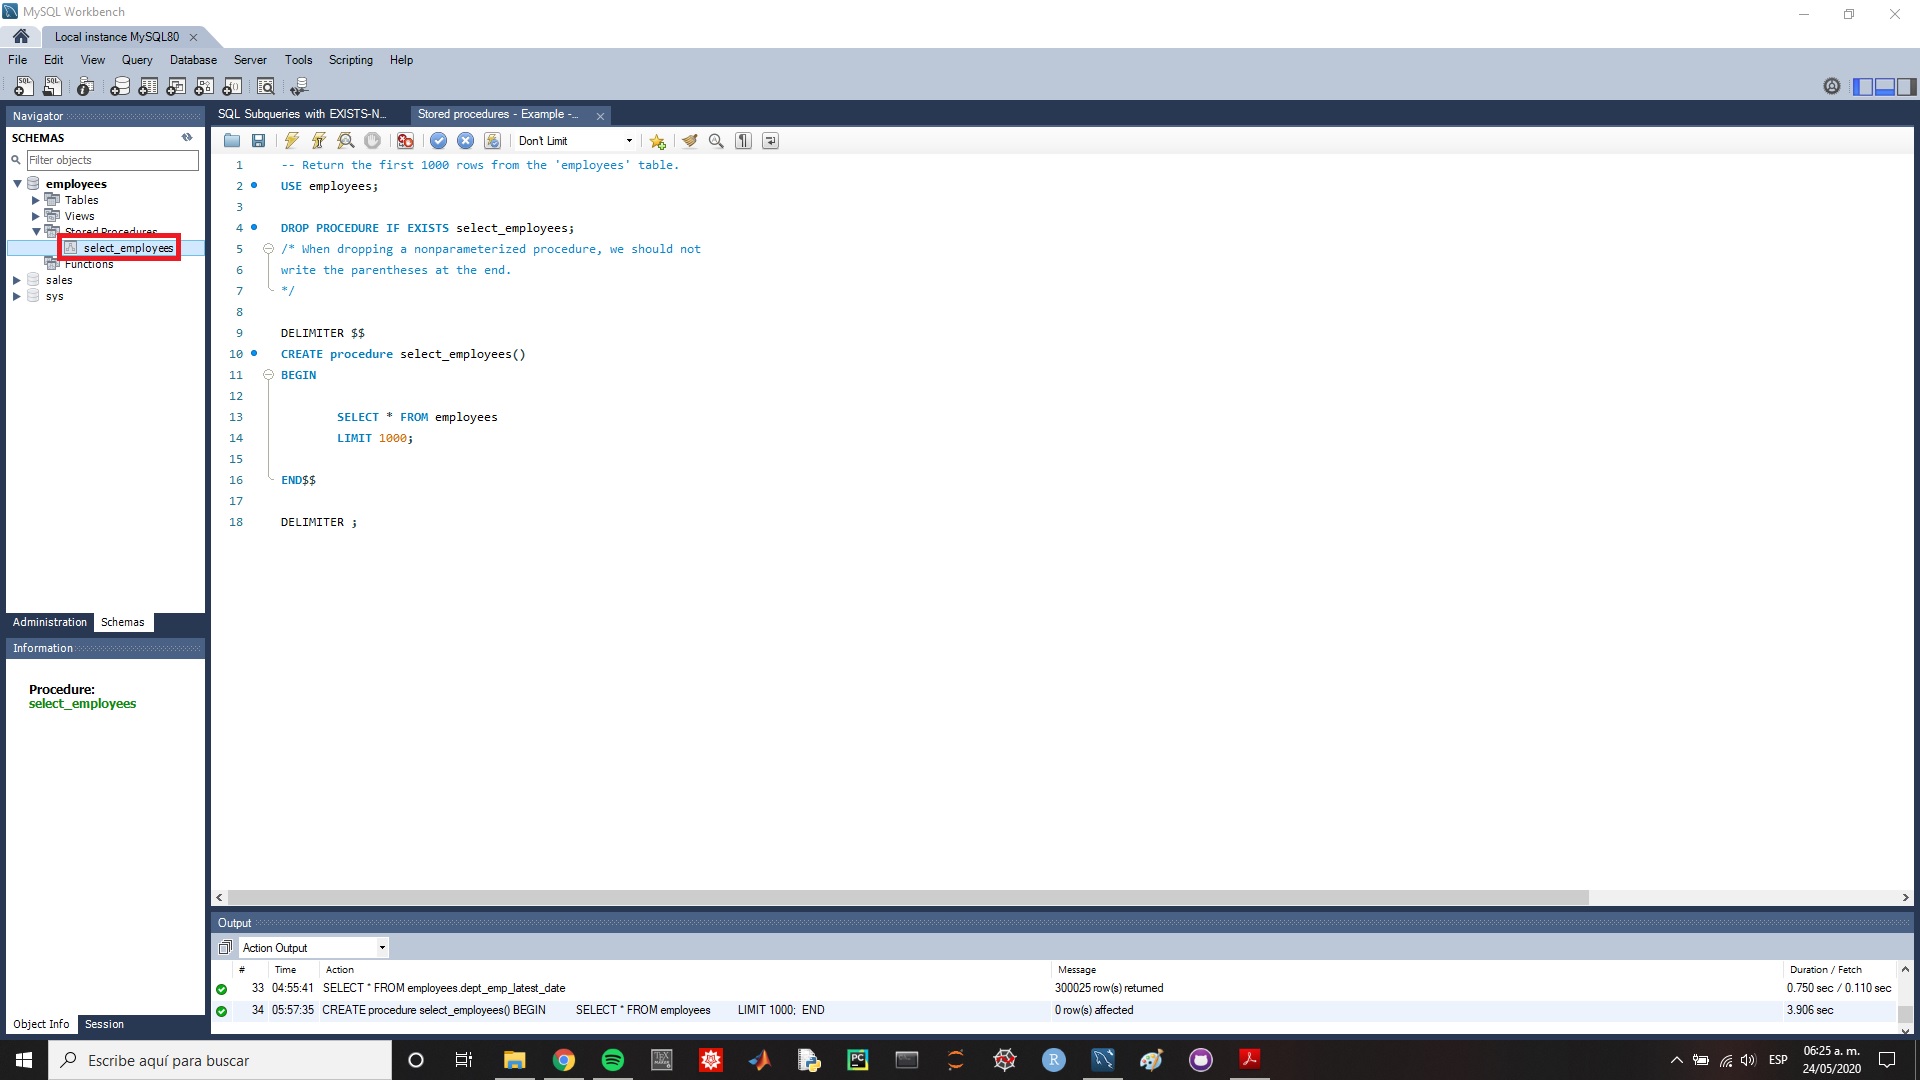 MySQL Workbench
Local instance MySQL80
File Edit View Query Database Server Tools Scripting Help
Navigator
SCHEMAS
Filter objects
employees
Tables
Views
Stored Procedures
select_employees
Functions
sales
sys
Administration Schemas
Information
Procedure:
select_employees
Object Info Session
SQL Subqueries with EXISTS-N... Stored procedures - Example -...
Don't Limit
1 -- Return the first 1000 rows from the 'employees' table.
2 USE employees;
3
4 DROP PROCEDURE IF EXISTS select_employees;
5 /* When dropping a nonparameterized procedure, we should not
6 write the parentheses at the end.
7 */
8
9 DELIMITER $$
10 CREATE procedure select_employees()
11 BEGIN
12
13 SELECT * FROM employees
14 LIMIT 1000;
15
16 END$$
17
18 DELIMITER ;
Output
Action Output
# Time Action Message Duration / Fetch
33 04:55:41 SELECT * FROM employees.dept_emp_latest_date 300025 row(s) returned 0.750 sec / 0.110 sec
34 05:57:35 CREATE procedure select_employees() BEGIN SELECT * FROM employees LIMIT 1000; END 0 row(s) affected 3.906 sec
Escribe aquí para buscar
ESP
06:25 a. m.
24/05/2020